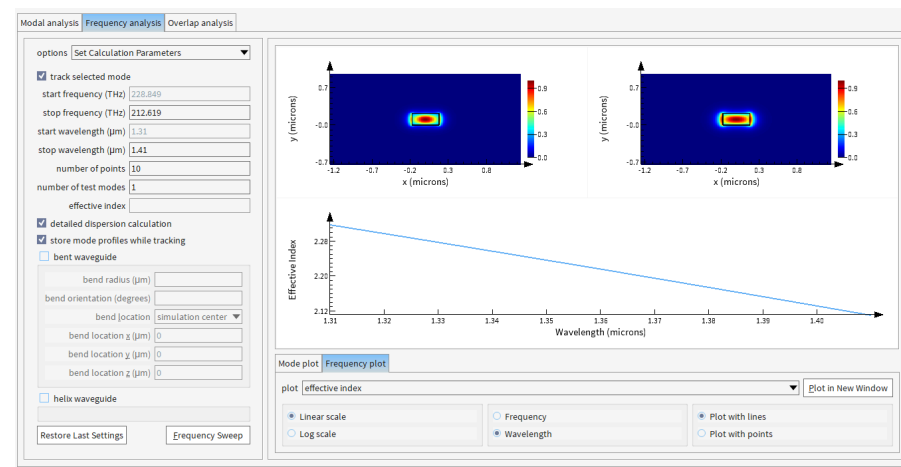 Modal analysis Frequency analysis Overlap analysis
options Set Calculation Parameters
track selected mode
start frequency (THz) 228.849
stop frequency (THz) 212.619
start wavelength (μm) 1.31
stop wavelength (μm) 1.41
number of points 10
number of test modes 1
effective index
detailed dispersion calculation
store mode profiles while tracking
bent waveguide
bend radius (μm)
bend orientation (degrees)
bend location simulation center
bend location x (μm) 0
bend location y (μm) 0
bend location z (μm) 0
helix waveguide
Restore Last Settings Frequency Sweep
y (microns)
0.7
-0.0
-0.7
-1.2 -0.7 -0.2 0.3 0.8
x (microns)
0.9
0.6
0.3
0.0
y (microns)
0.7
-0.0
-0.7
-1.2 -0.7 -0.2 0.3 0.8
x (microns)
0.9
0.6
0.3
0.0
Effective Index
2.28
2.20
2.12
1.31 1.32 1.33 1.34 1.35 1.36 1.37 1.38 1.39 1.40
Wavelength (microns)
Mode plot Frequency plot
plot effective index Plot in New Window
Linear scale Frequency Plot with lines
Log scale Wavelength Plot with points